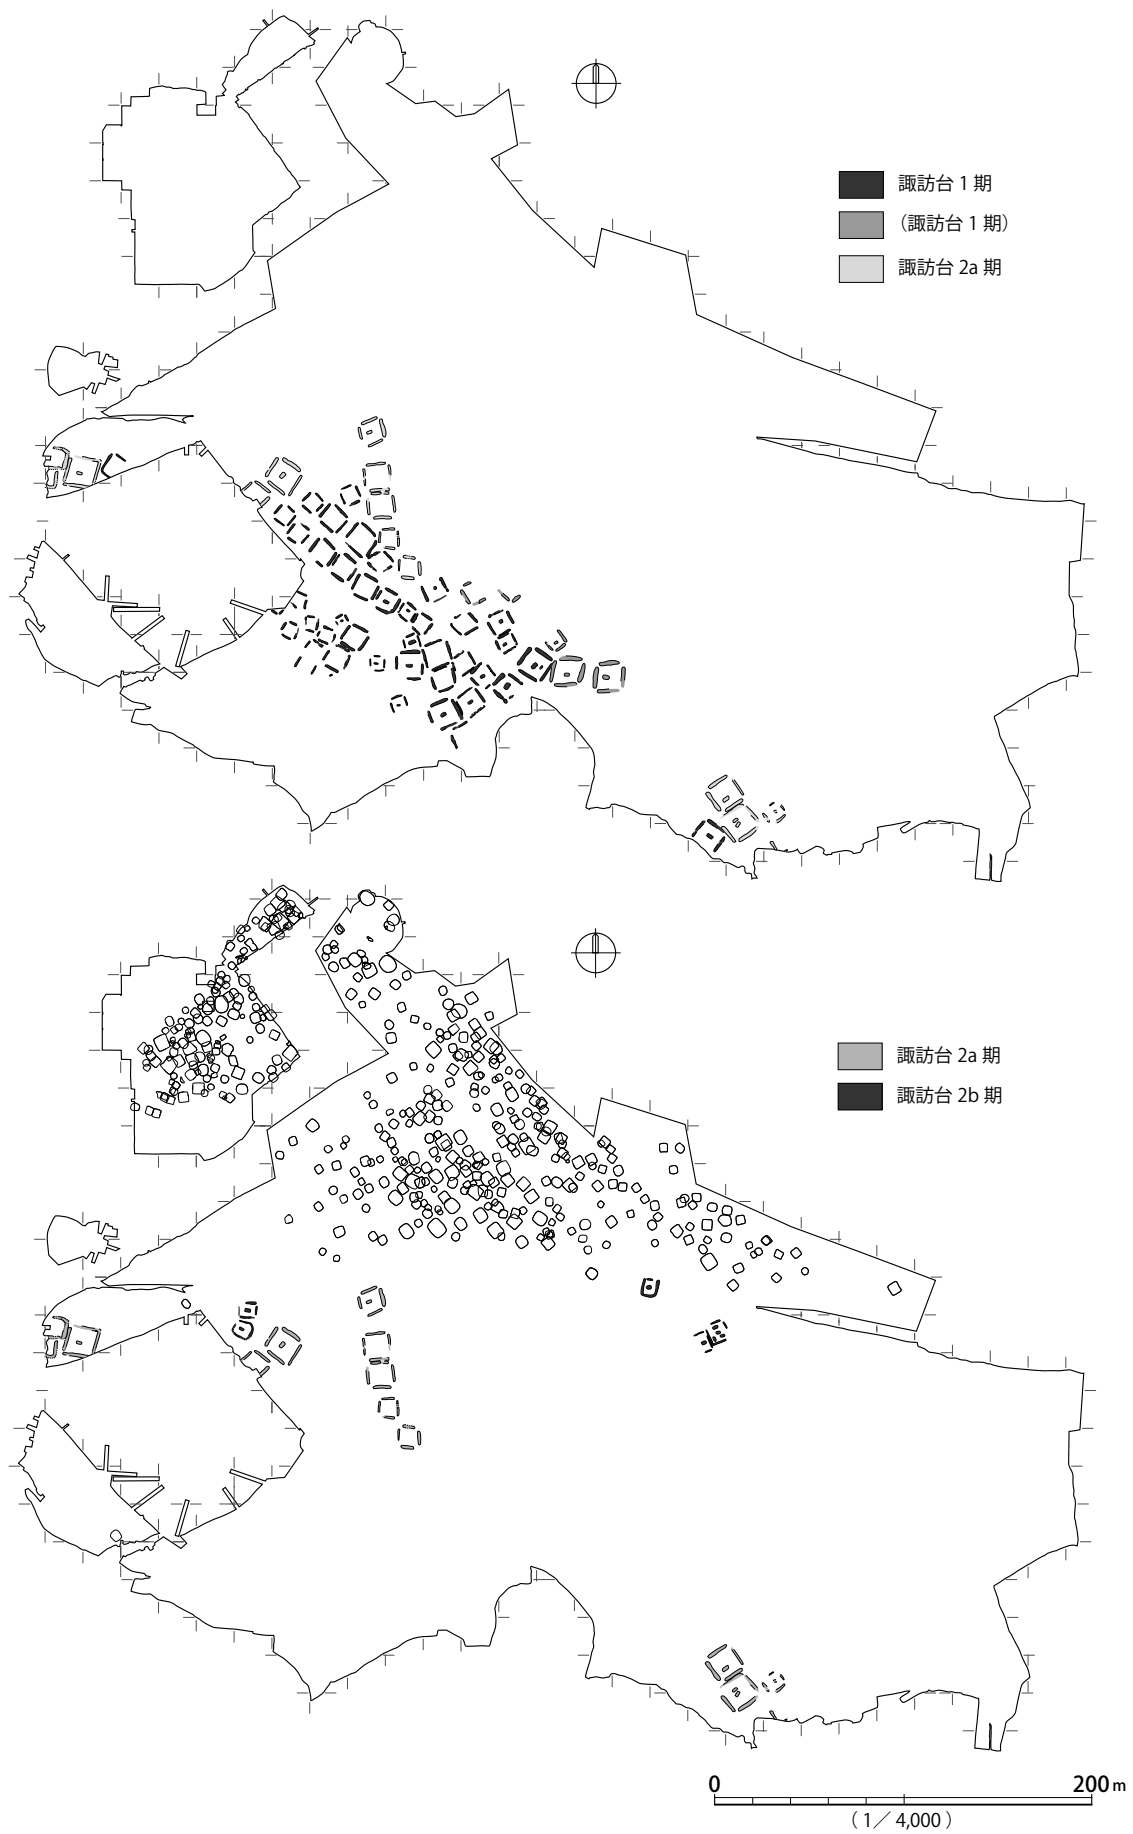 諏訪台 1 期
（諏訪台 1 期）
諏訪台 2a 期
諏訪台 2a 期
諏訪台 2b 期
0 200 m
（ 1／ 4,000 ）